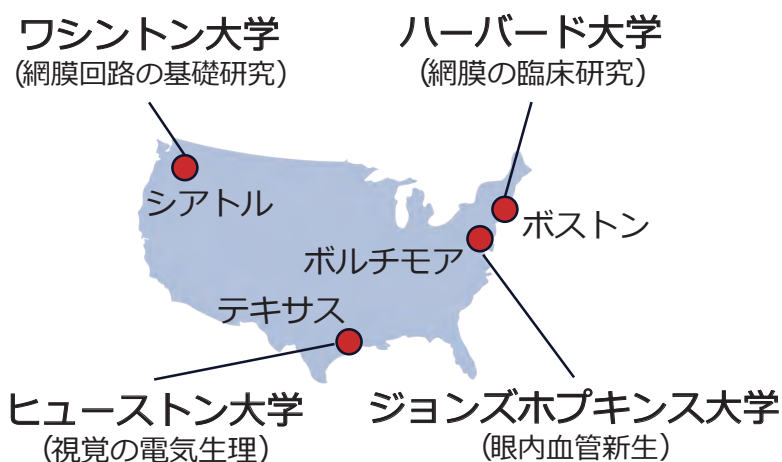 ワシントン大学
(網膜回路の基礎研究)
ハーバード大学
(網膜の臨床研究)
シアトル
ボストン
ボルチモア
テキサス
ヒューストン大学
(視覚の電気生理)
ジョンズホプキンス大学
(眼内血管新生)